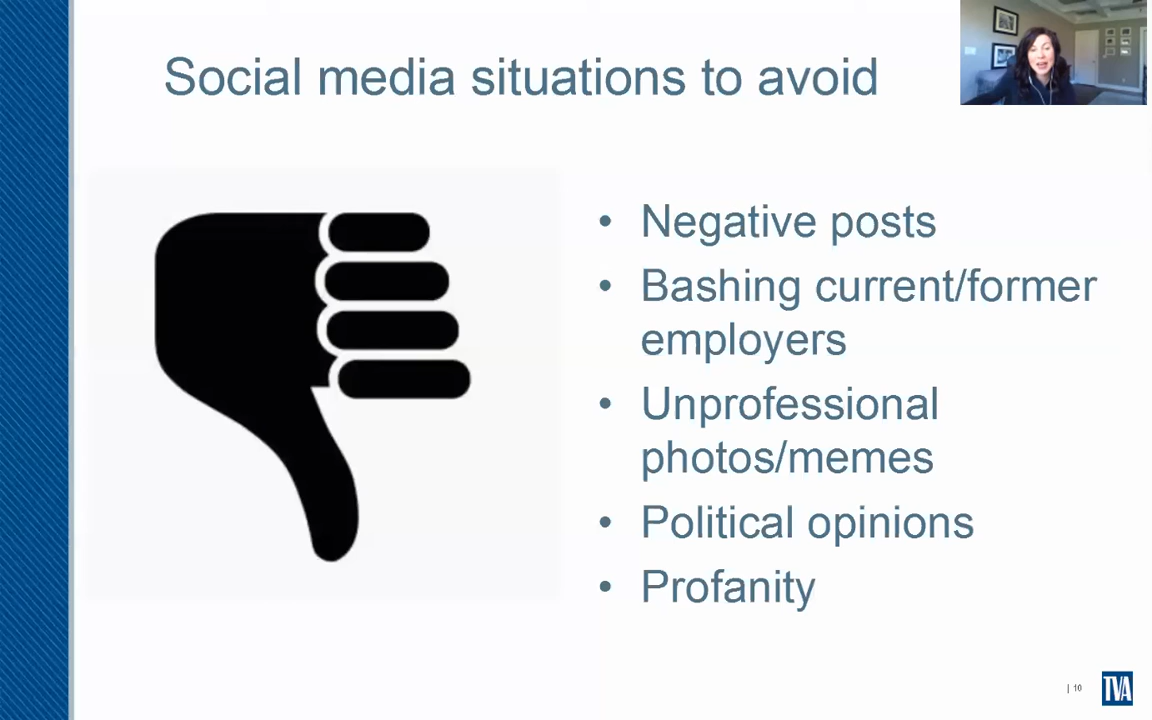 Social media situations to avoid
• Negative posts
• Bashing current/former
employers
• Unprofessional
photos/memes
• Political opinions
• Profanity
| 10
TVA